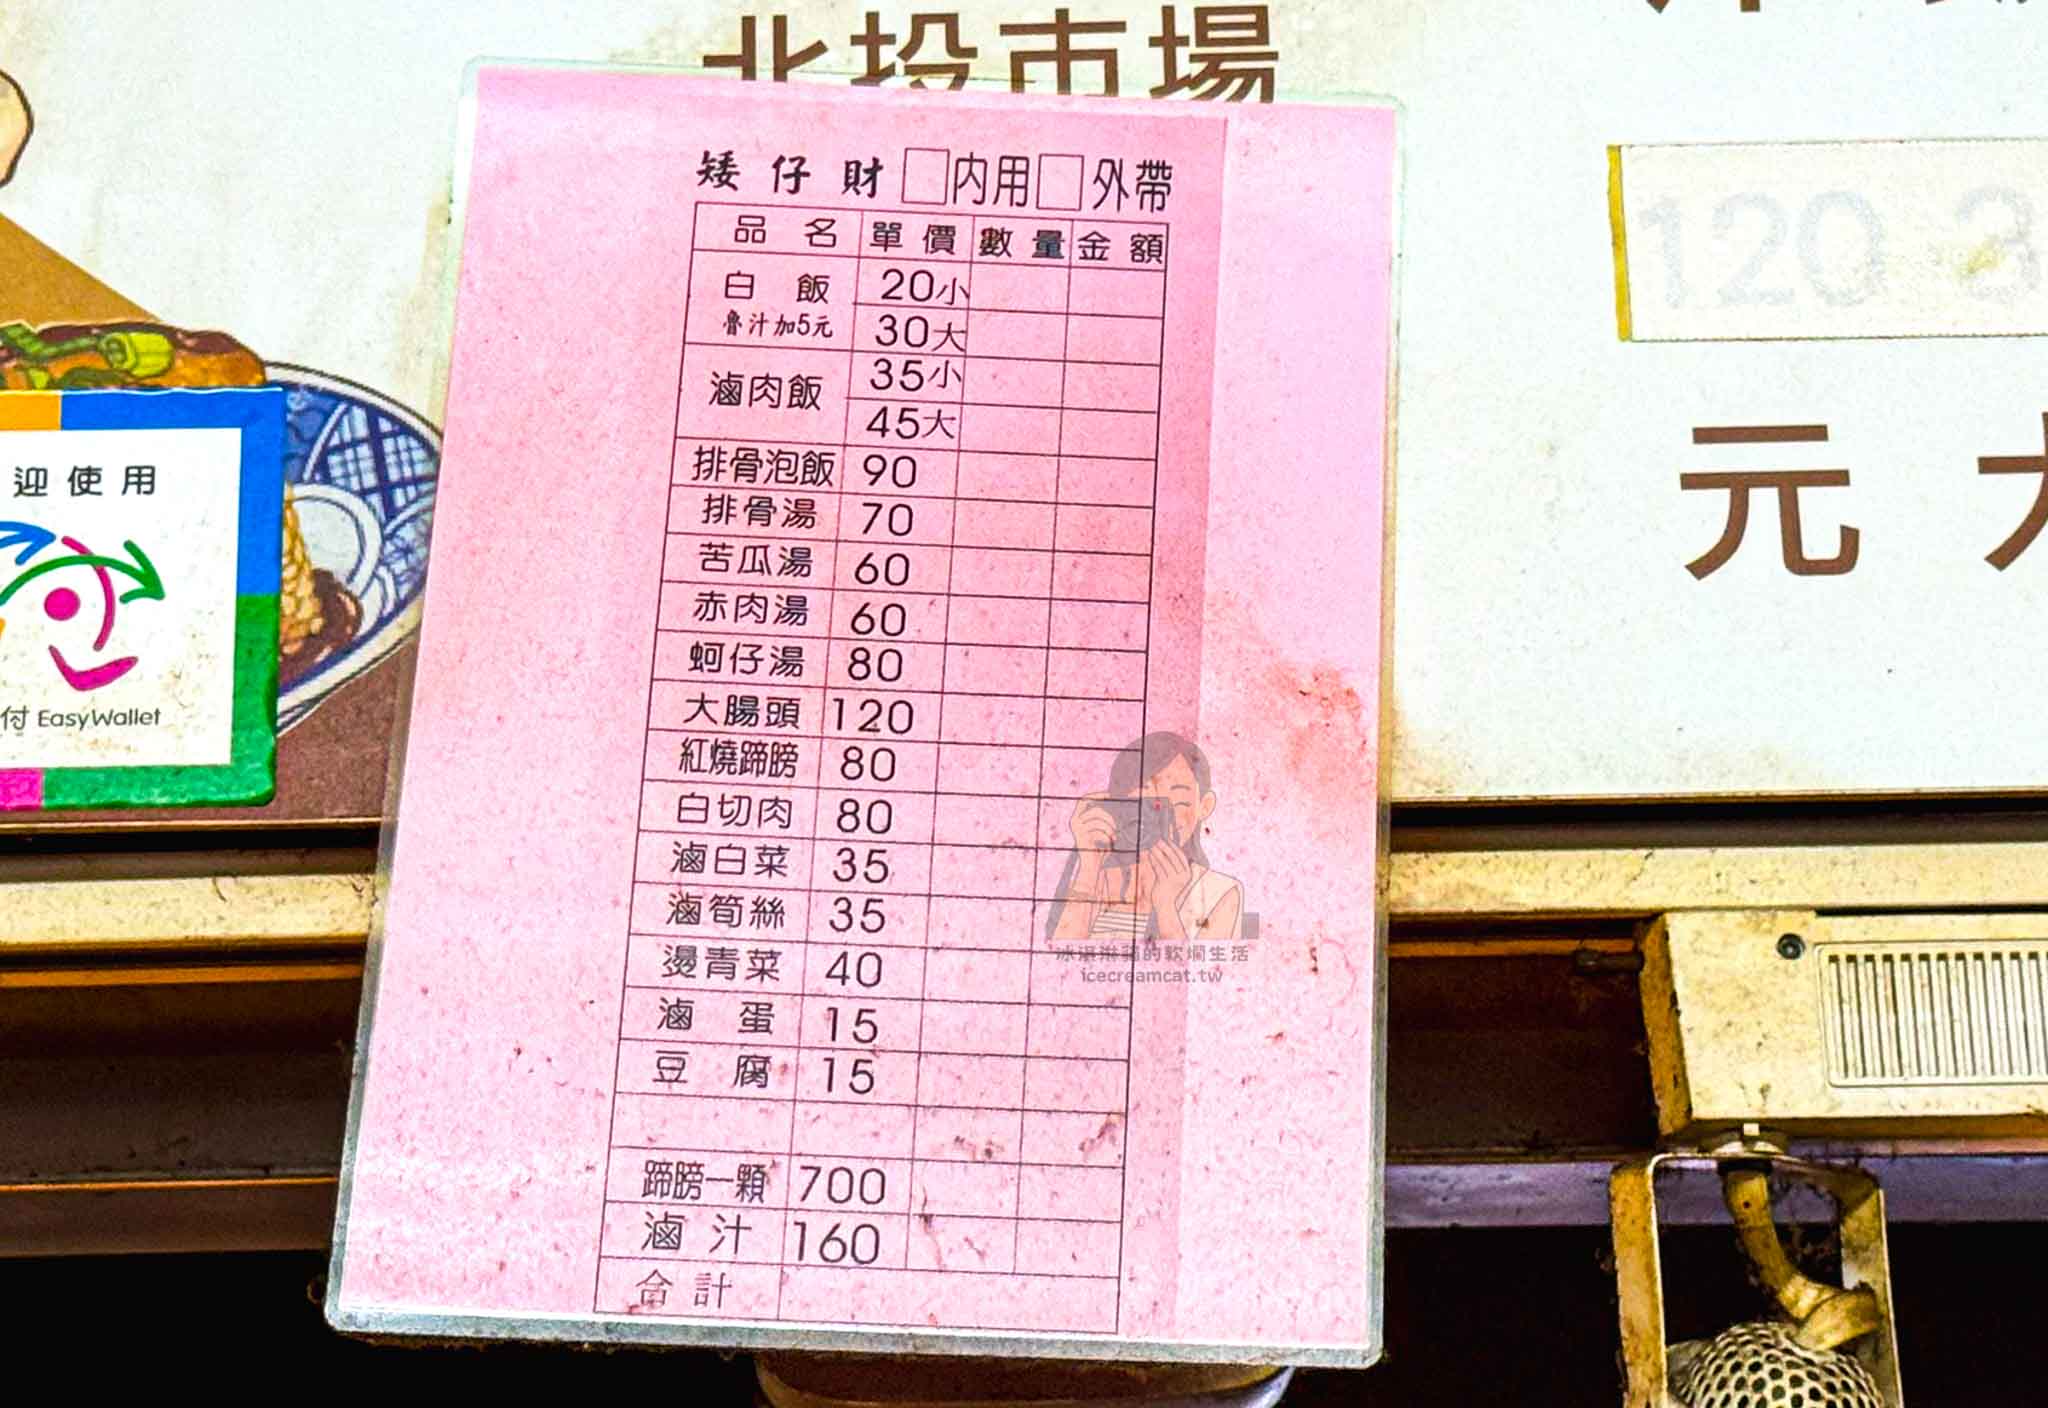 北投市場
矮仔財 □內用□外帶
品名 單價 數量 金額
白飯 20小
魯汁加5元 30大
滷肉飯 35小
45大
排骨泡飯 90
排骨湯 70
苦瓜湯 60
赤肉湯 60
蚵仔湯 80
大腸頭 120
紅燒蹄膀 80
白切肉 80
滷白菜 35
滷筍絲 35
燙青菜 40
滷蛋 15
豆腐 15
蹄膀一顆 700
滷汁 160
合計
迎使用
付 EasyWallet
120 3
元
冰淇淋貓的軟爛生活
icecreamcat.tw